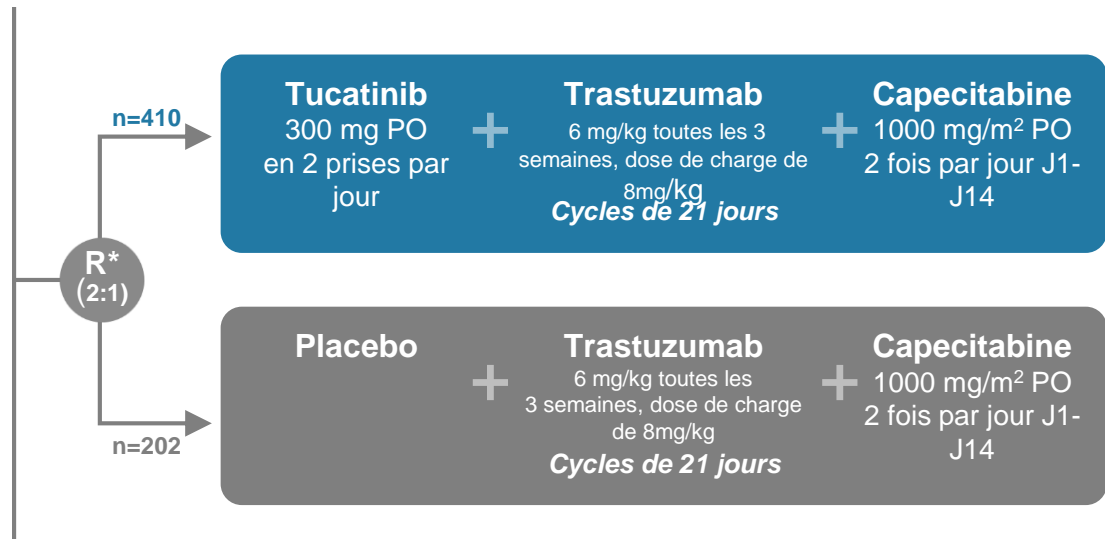 n=410
Tucatinib
300 mg PO
en 2 prises par
jour
+
Trastuzumab
6 mg/kg toutes les 3
semaines, dose de charge de
8mg/kg
Cycles de 21 jours
+
Capecitabine
1000 mg/m² PO
2 fois par jour J1-
J14
R*
(2:1)
Placebo
+
Trastuzumab
6 mg/kg toutes les
3 semaines, dose de charge
de 8mg/kg
Cycles de 21 jours
+
Capecitabine
1000 mg/m² PO
2 fois par jour J1-
J14
n=202